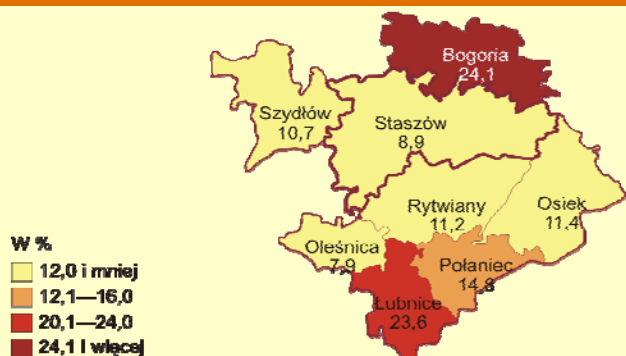 Bogoria
24,1
Szydłów
10,7
Staszów
8,9
Rytwiany
11,2
Osiek
11,4
Oleśnica
7,9
Połaniec
14,8
Łubnice
23,6
W %
12,0 i mniej
12,1—16,0
20,1—24,0
24,1 i więcej